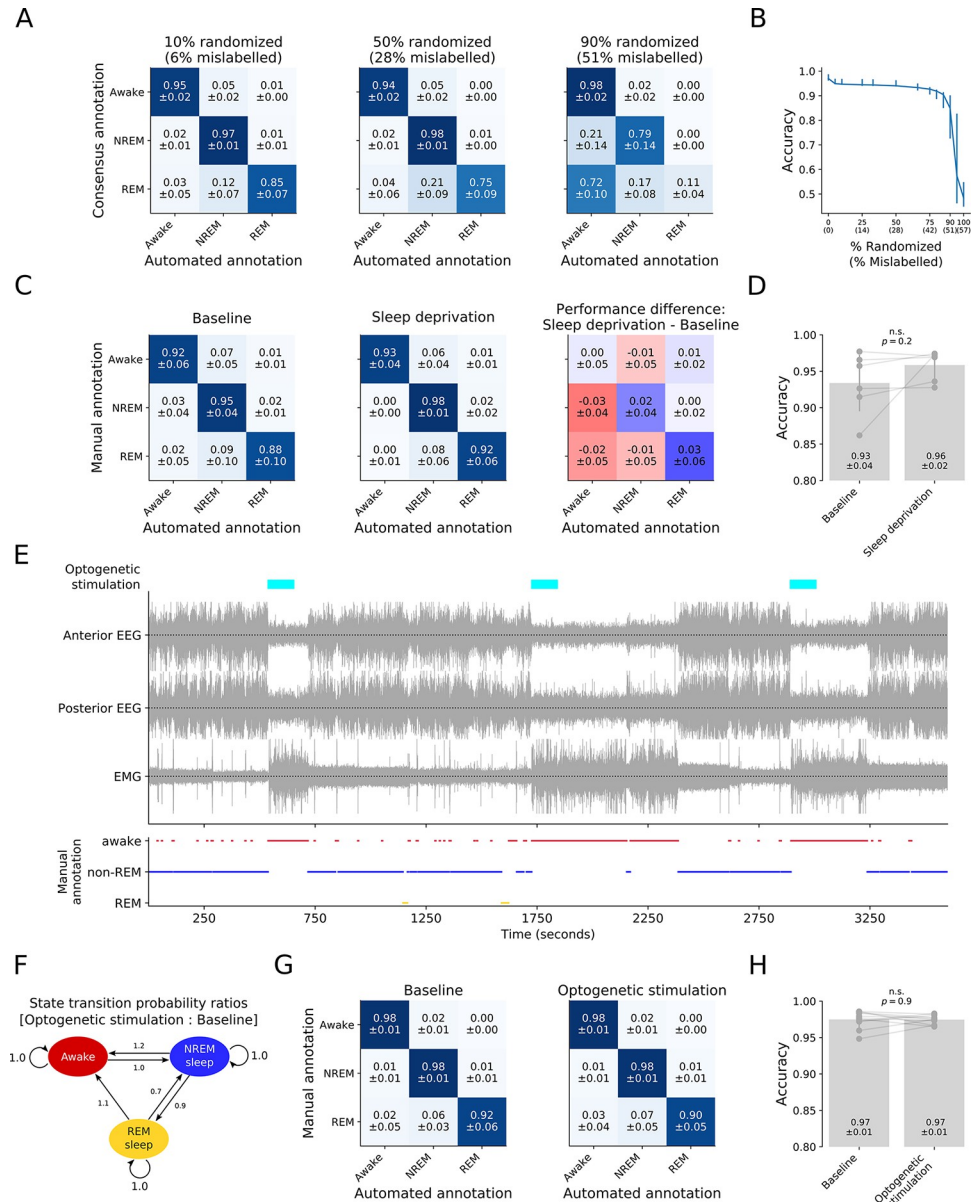 A
10% randomized
(6% mislabelled)
50% randomized
(28% mislabelled)
90% randomized
(51% mislabelled)
Consensus annotation
Awake
NREM
REM
0.95
±0.02
0.05
±0.02
0.01
±0.00
0.02
±0.01
0.97
±0.01
0.01
±0.01
0.03
±0.05
0.12
±0.07
0.85
±0.07
0.94
±0.02
0.05
±0.02
0.00
±0.00
0.02
±0.01
0.98
±0.01
0.01
±0.00
0.04
±0.06
0.21
±0.09
0.75
±0.09
0.98
±0.02
0.02
±0.02
0.00
±0.00
0.21
±0.14
0.79
±0.14
0.00
±0.00
0.72
±0.10
0.17
±0.08
0.11
±0.04
Awake
NREM
REM
Automated annotation
Awake
NREM
REM
Automated annotation
Awake
NREM
REM
Automated annotation
B
Accuracy
1.0
0.9
0.8
0.7
0.6
0.5
0 25 50 75 90 100
(0) (14) (28) (42) (51)(57)
% Randomized
(% Mislabelled)
C
Baseline
Sleep deprivation
Performance difference:
Sleep deprivation - Baseline
Manual annotation
Awake
NREM
REM
0.92
±0.06
0.07
±0.05
0.01
±0.01
0.03
±0.04
0.95
±0.04
0.02
±0.01
0.02
±0.05
0.09
±0.10
0.88
±0.10
0.93
±0.04
0.06
±0.04
0.01
±0.01
0.00
±0.00
0.98
±0.01
0.02
±0.02
0.00
±0.01
0.08
±0.06
0.92
±0.06
0.00
±0.05
-0.01
±0.05
0.01
±0.02
-0.03
±0.04
0.02
±0.04
0.00
±0.02
-0.02
±0.05
-0.01
±0.05
0.03
±0.06
Awake
NREM
REM
Automated annotation
Awake
NREM
REM
Automated annotation
Awake
NREM
REM
Automated annotation
D
n.s.
p = 0.2
Accuracy
1.00
0.95
0.90
0.85
0.80
0.93
±0.04
0.96
±0.02
Baseline
Sleep deprivation
E
Optogenetic
stimulation
Anterior EEG
Posterior EEG
EMG
Manual
annotation
awake
non-REM
REM
250 750 1250 1750 2250 2750 3250
Time (seconds)
F
State transition probability ratios
[Optogenetic stimulation : Baseline]
1.0
Awake
1.2
1.0
NREM
sleep
1.0
1.1
0.7
0.9
REM
sleep
1.0
G
Baseline
Optogenetic stimulation
Manual annotation
Awake
NREM
REM
0.98
±0.01
0.02
±0.01
0.00
±0.00
0.01
±0.01
0.98
±0.01
0.01
±0.01
0.02
±0.05
0.06
±0.03
0.92
±0.06
0.98
±0.01
0.02
±0.01
0.00
±0.00
0.01
±0.01
0.98
±0.01
0.01
±0.00
0.03
±0.04
0.07
±0.05
0.90
±0.05
Awake
NREM
REM
Automated annotation
Awake
NREM
REM
Automated annotation
H
n.s.
p = 0.9
Accuracy
1.00
0.95
0.90
0.85
0.80
0.97
±0.01
0.97
±0.01
Baseline
Optogenetic
stimulation